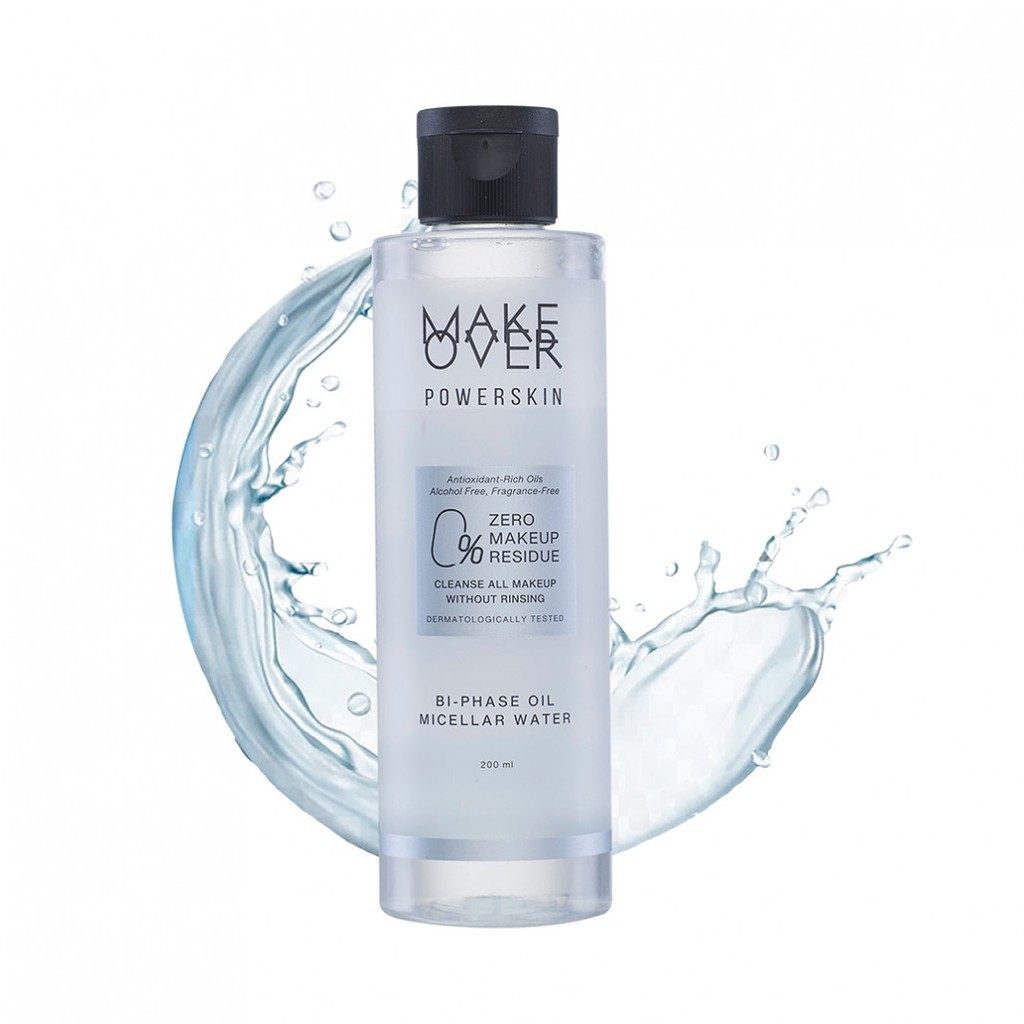 MAKE
OVER
POWERSKIN
Antioxidant-Rich Oils
Alcohol Free, Fragrance-Free
0% ZERO
MAKEUP
RESIDUE
CLEANSE ALL MAKEUP
WITHOUT RINSING
DERMATOLOGICALLY TESTED
BI-PHASE OIL
MICELLAR WATER
200 ml